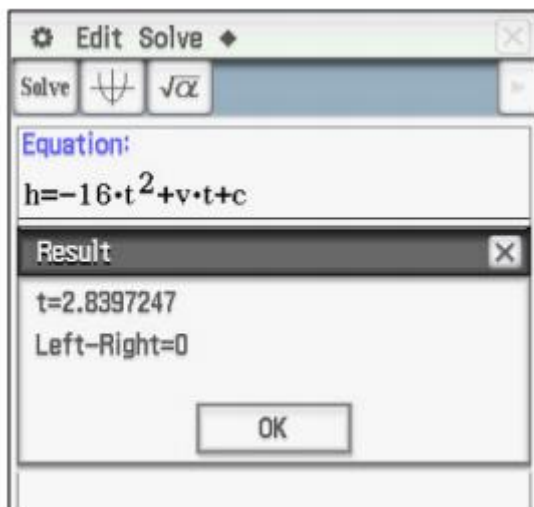 Edit Solve
Solve √α
Equation:
h=-16·t²+v·t+c
Result
t=2.8397247
Left-Right=0
OK